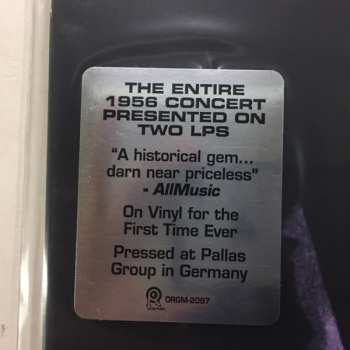 THE ENTIRE
1956 CONCERT
PRESENTED ON
TWO LPS
"A historical gem...
darn near priceless"
- AllMusic
On Vinyl for the
First Time Ever
Pressed at Pallas
Group in Germany
ORGM-2097